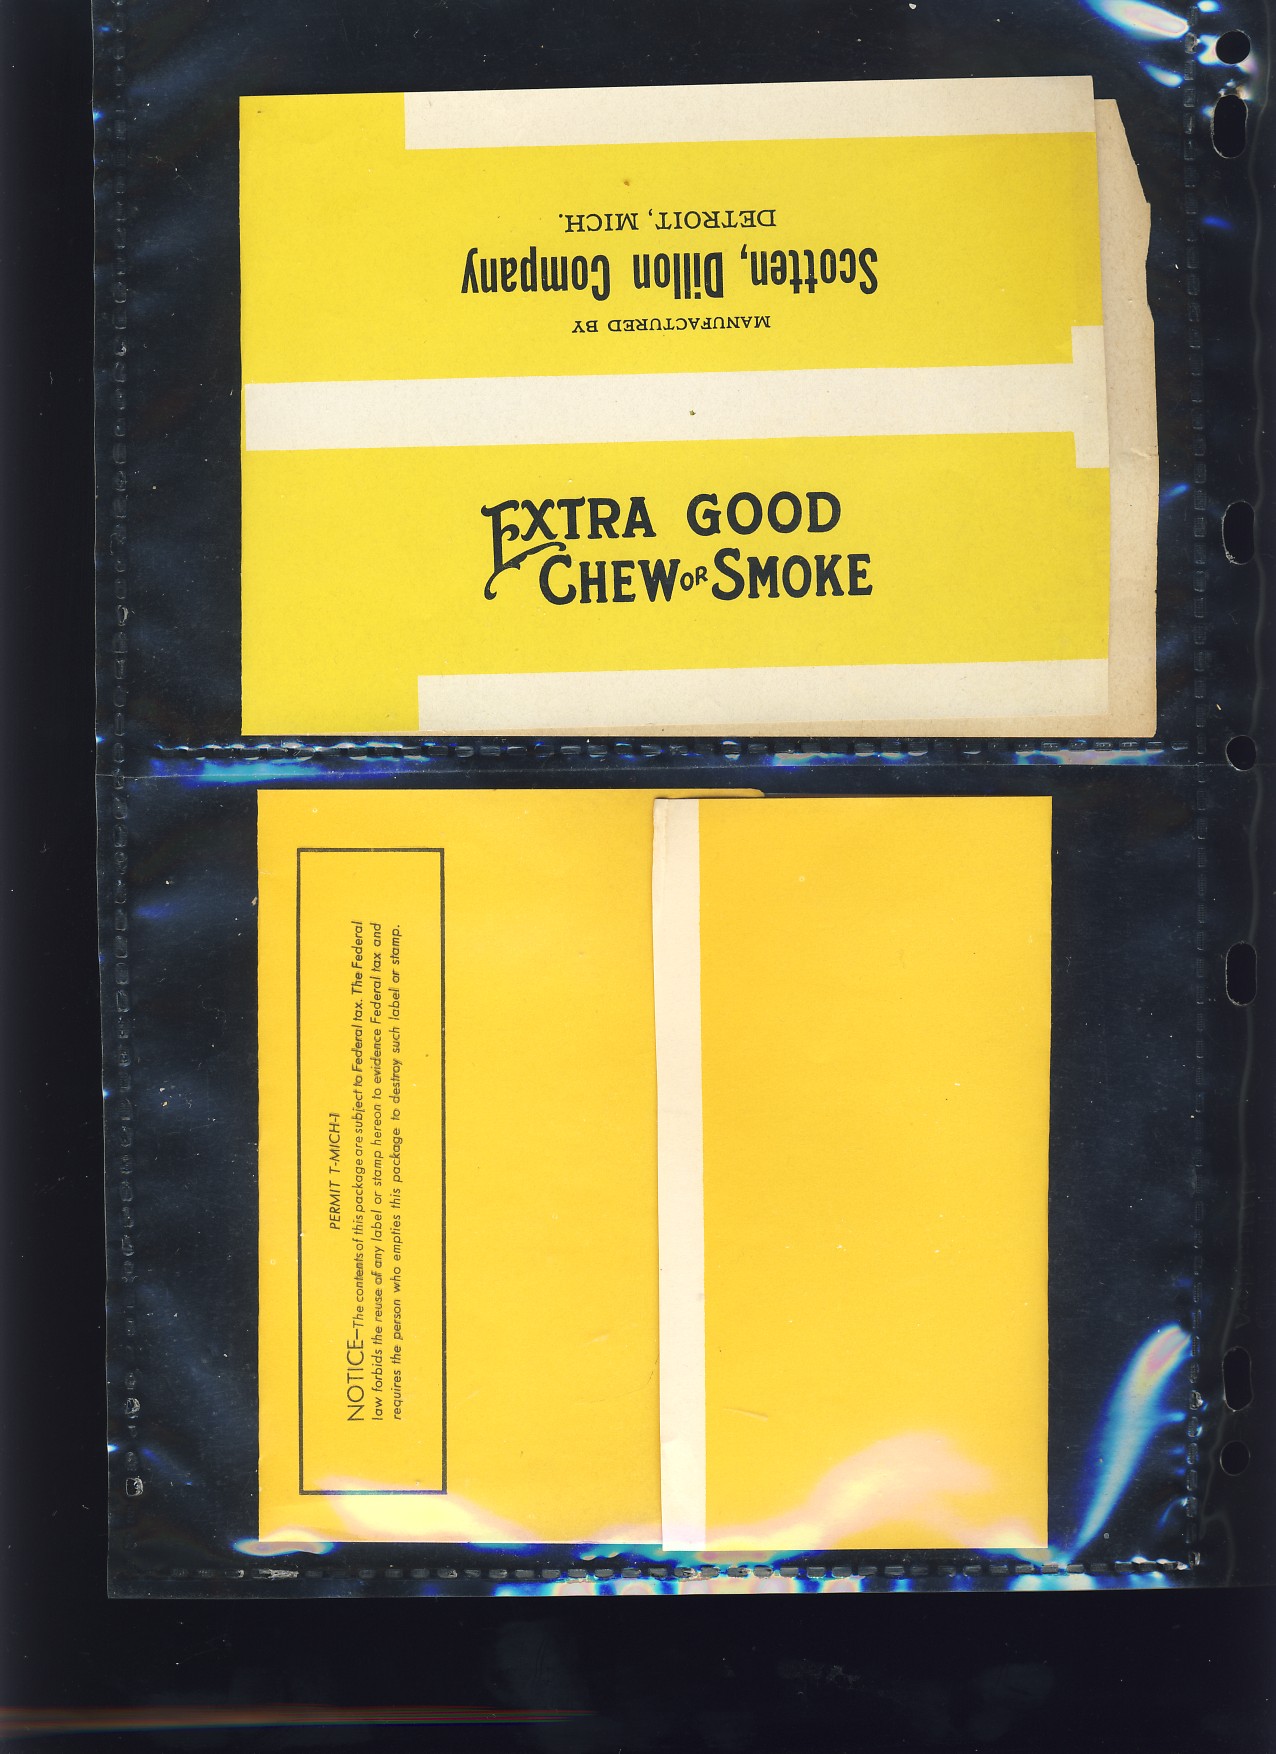 MANUFACTURED BY
Scotten, Dillon Company
DETROIT, MICH.
EXTRA GOOD
CHEW OR SMOKE
PERMIT T-MICH-1
NOTICE—The contents of this package are subject to Federal tax. The Federal
law forbids the reuse of any label or stamp hereon to evidence Federal tax and
requires the person who empties this package to destroy such label or stamp.